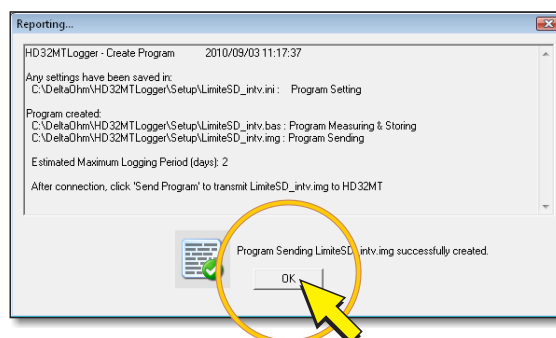 Reporting...
HD32MTLogger - Create Program 2010/09/03 11:17:37
Any settings have been saved in:
C:\DeltaOhm\HD32MTLogger\Setup\LimiteSD_intv.ini : Program Setting
Program created:
C:\DeltaOhm\HD32MTLogger\Setup\LimiteSD_intv.bas : Program Measuring & Storing
C:\DeltaOhm\HD32MTLogger\Setup\LimiteSD_intv.img : Program Sending
Estimated Maximum Logging Period (days): 2
After connection, click 'Send Program' to transmit LimiteSD_intv.img to HD32MT
Program Sending LimiteSD_intv.img successfully created.
OK